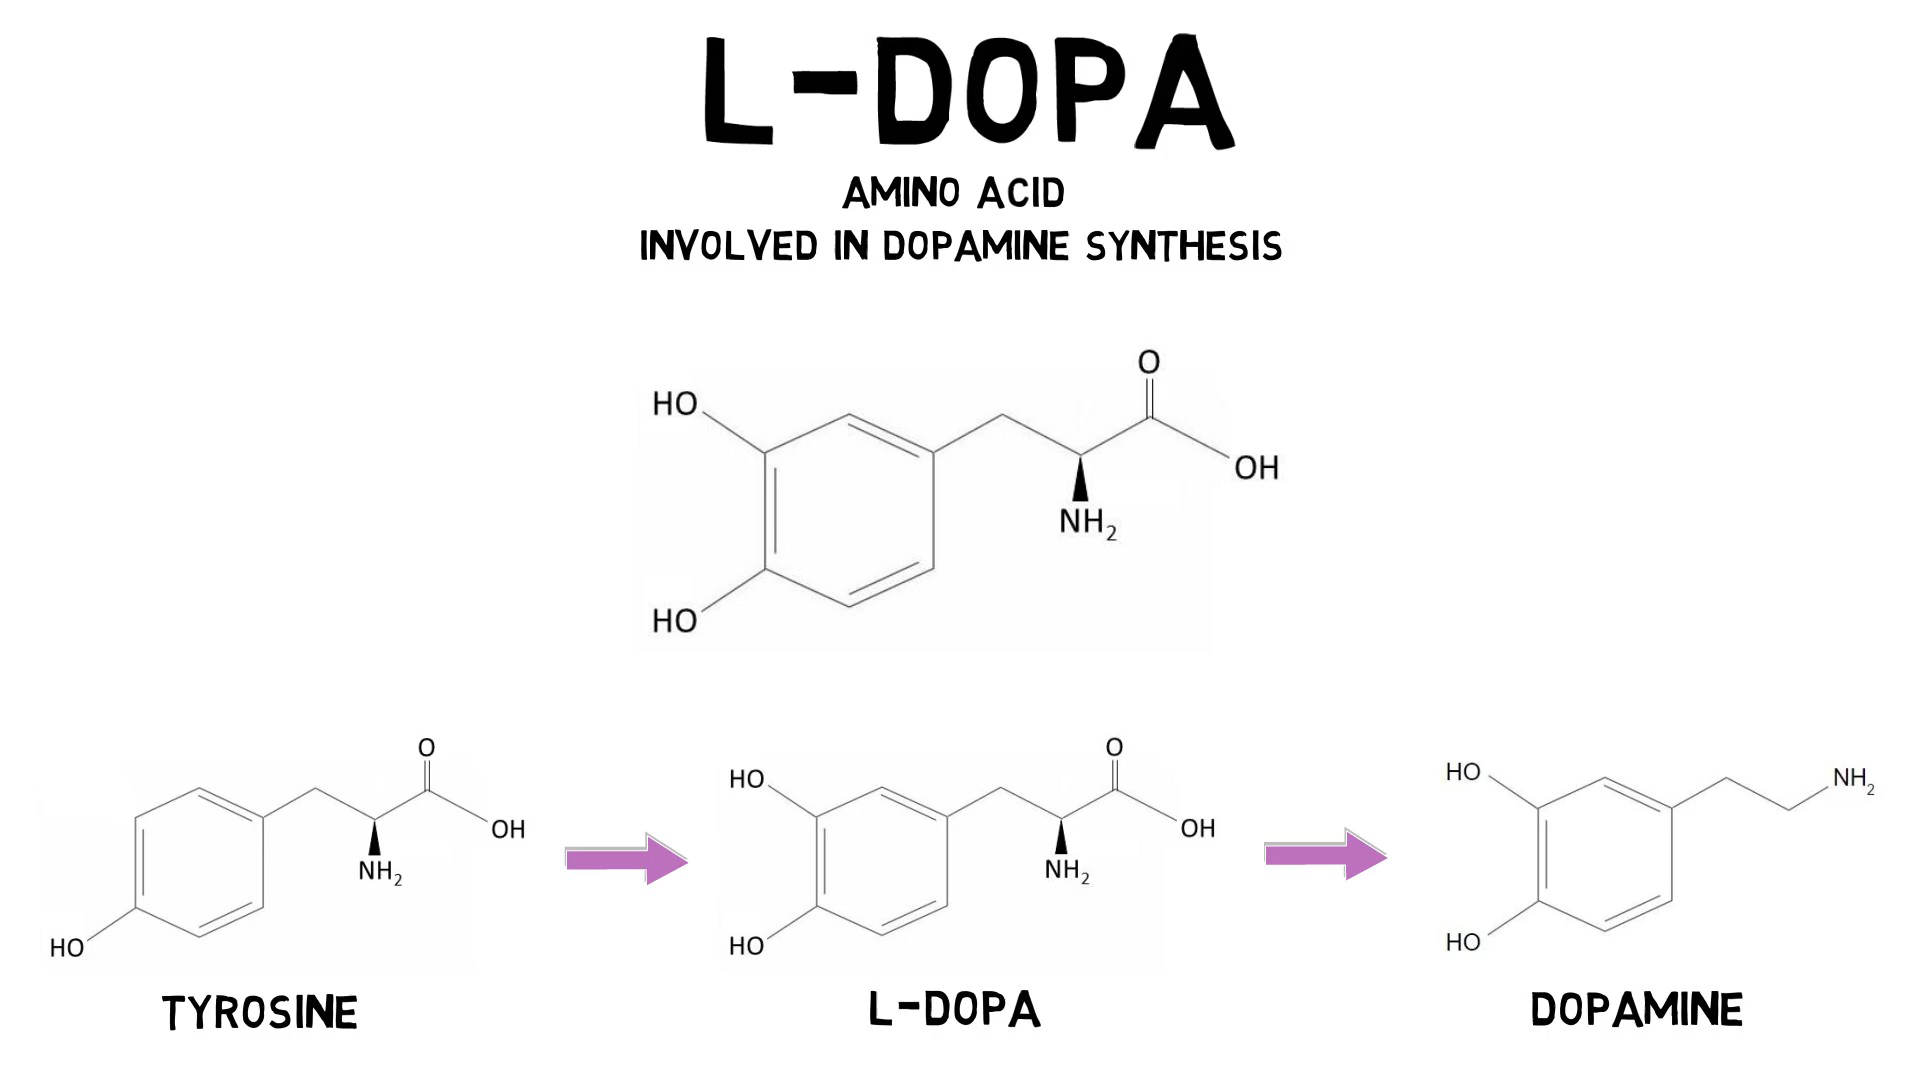 L-DOPA
AMINO ACID
INVOLVED IN DOPAMINE SYNTHESIS
O
HO
OH
NH₂
HO
O
OH
NH₂
HO
TYROSINE
O
HO
OH
NH₂
HO
L-DOPA
HO
NH₂
HO
DOPAMINE